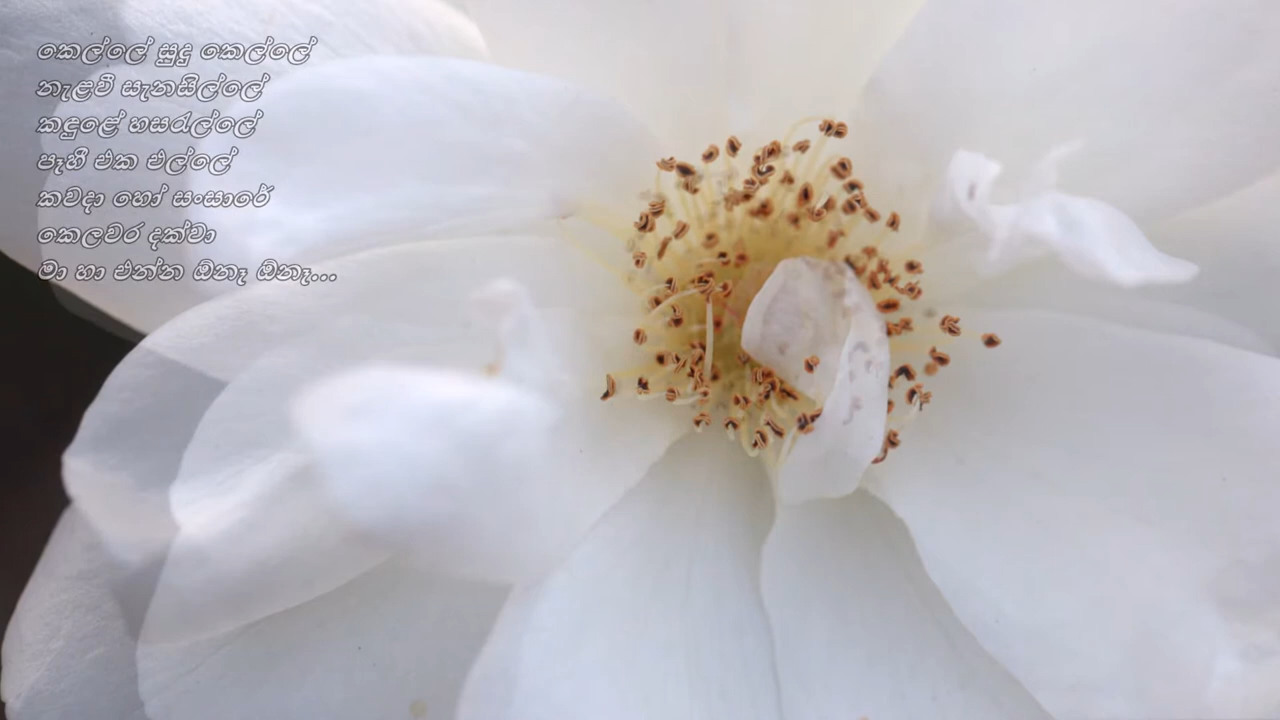 කෙල්ලේ සුදු කෙල්ලේ
නැළවී සැනසිල්ලේ
කඳුළේ හසරැල්ලේ
පෑහී එක එල්ලේ
කවදා හෝ සංසාරේ
කෙලවර දක්වා
මා හා එන්න ඔනෑ ඔනෑ...